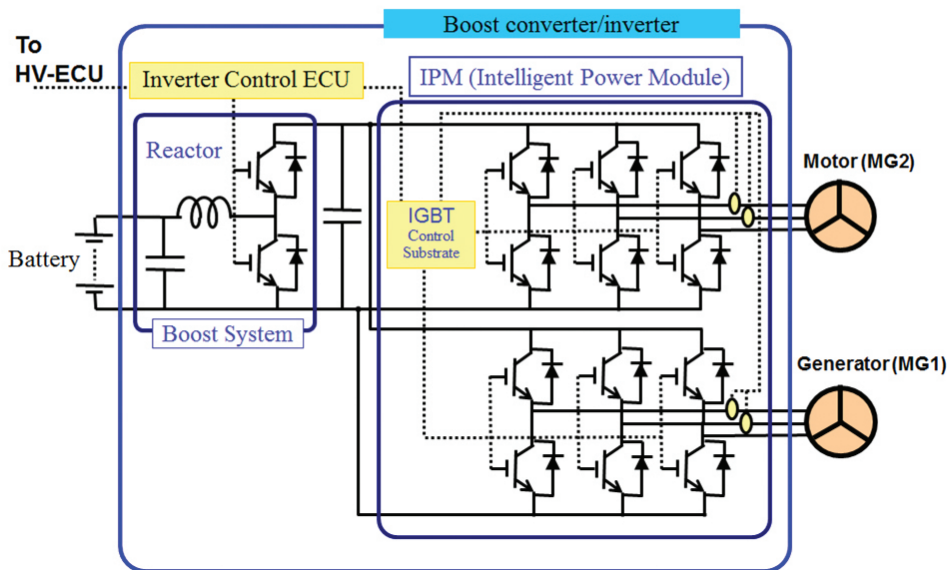 Boost converter/inverter
To
HV-ECU
Inverter Control ECU
IPM (Intelligent Power Module)
Reactor
Motor (MG2)
IGBT
Control
Substrate
Battery
Boost System
Generator (MG1)